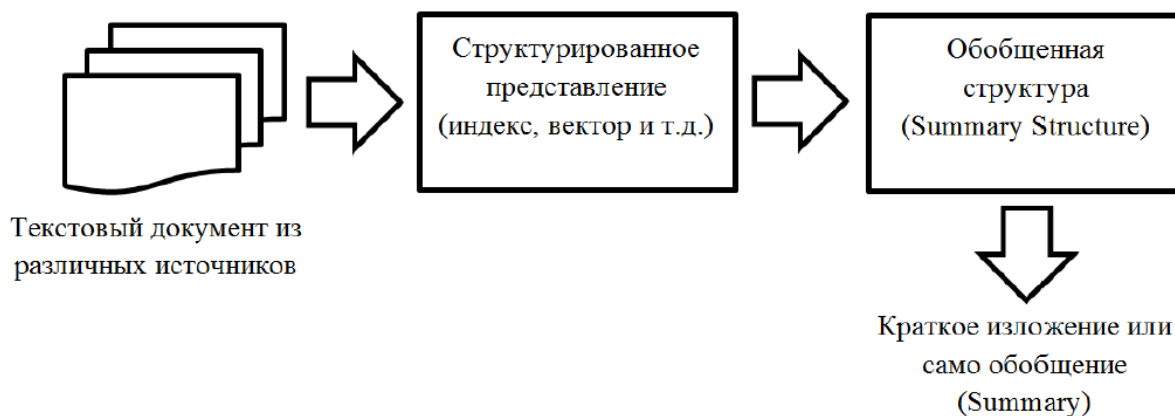 Структурированное
представление
(индекс, вектор и т.д.)
Обобщенная
структура
(Summary Structure)
Текстовый документ из
различных источников
Краткое изложение или
само обобщение
(Summary)